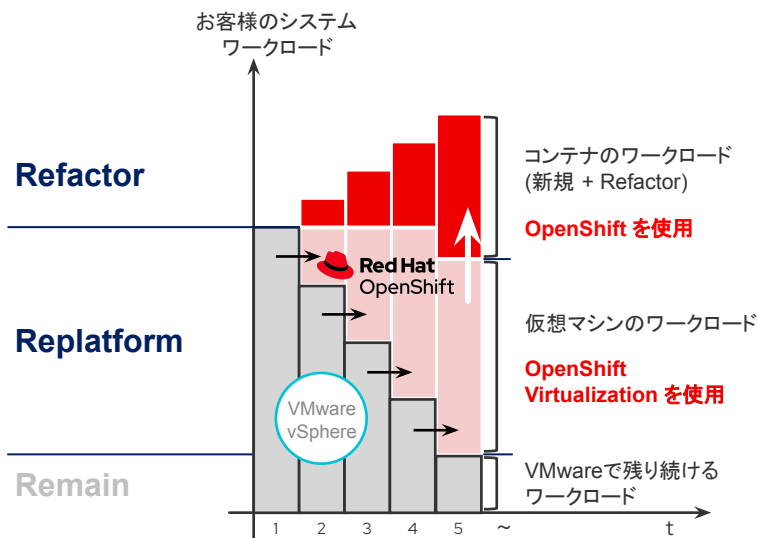 お客様のシステム
ワークロード
Refactor
コンテナのワークロード
(新規 + Refactor)
OpenShift を使用
Red Hat
OpenShift
Replatform
仮想マシンのワークロード
OpenShift
Virtualization を使用
VMware
vSphere
Remain
VMwareで残り続ける
ワークロード
1 2 3 4 5 ~ t